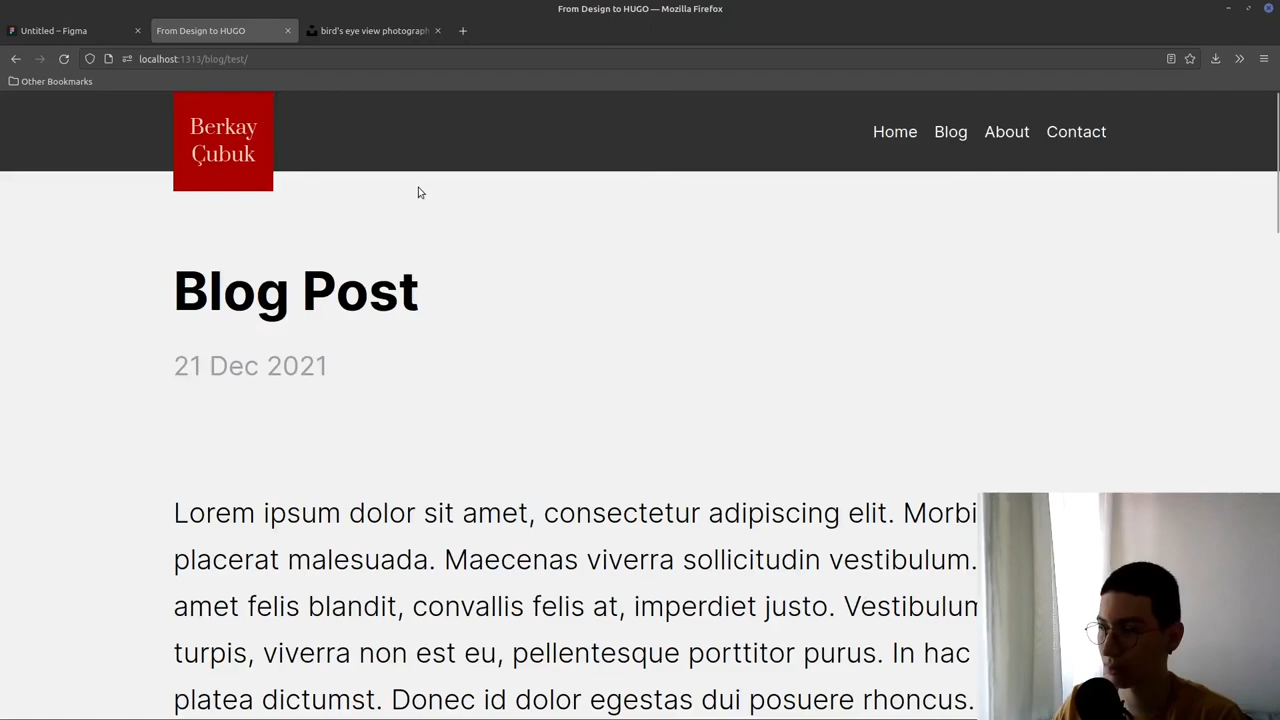 From Design to HUGO — Mozilla Firefox
Untitled – Figma
From Design to HUGO
bird's eye view photograph
localhost:1313/blog/test/
Other Bookmarks
Berkay
Çubuk
Home Blog About Contact
Blog Post
21 Dec 2021
Lorem ipsum dolor sit amet, consectetur adipiscing elit. Morbi
placerat malesuada. Maecenas viverra sollicitudin vestibulum.
amet felis blandit, convallis felis at, imperdiet justo. Vestibulum
turpis, viverra non est eu, pellentesque porttitor purus. In hac
platea dictumst. Donec id dolor egestas dui posuere rhoncus.